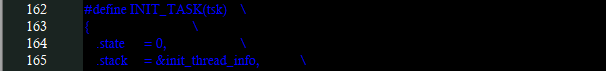 162 #define INIT_TASK(tsk) \
163 { \
164 .state = 0, \
165 .stack = &init_thread_info, \